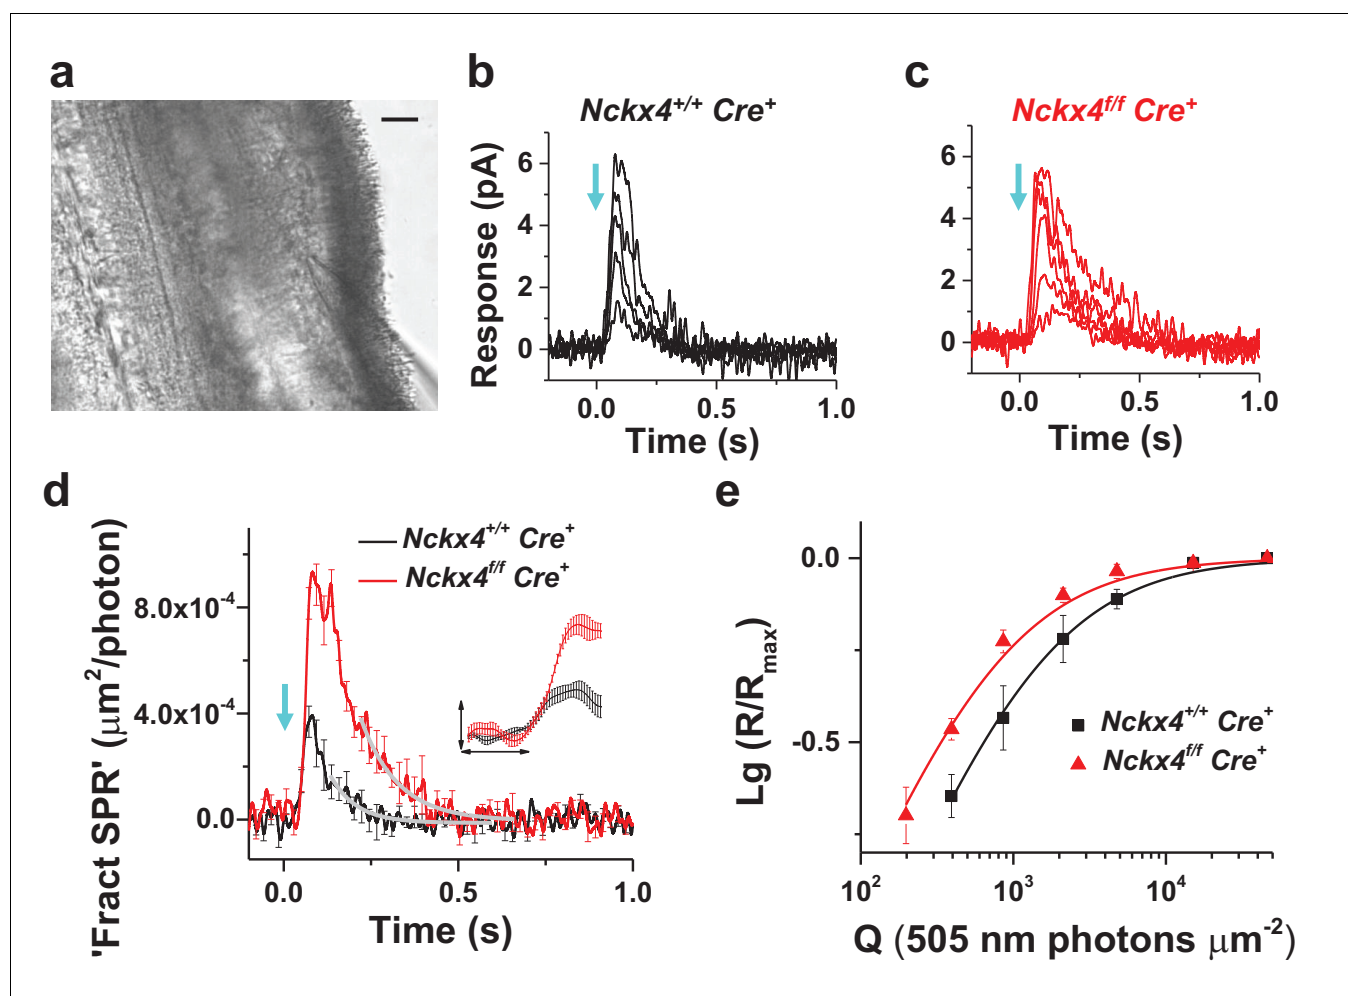 a
b
Nckx4+/+ Cre+
Response (pA)
6
4
2
0
0.0 0.5 1.0
Time (s)
c
Nckx4f/f Cre+
6
4
2
0
0.0 0.5 1.0
Time (s)
d
'Fract SPR' (μm2/photon)
Nckx4+/+ Cre+
Nckx4f/f Cre+
8.0x10-4
4.0x10-4
0.0
0.0 0.5 1.0
Time (s)
e
Lg (R/Rmax)
0.0
-0.5
Nckx4+/+ Cre+
Nckx4f/f Cre+
102 103 104
Q (505 nm photons μm-2)